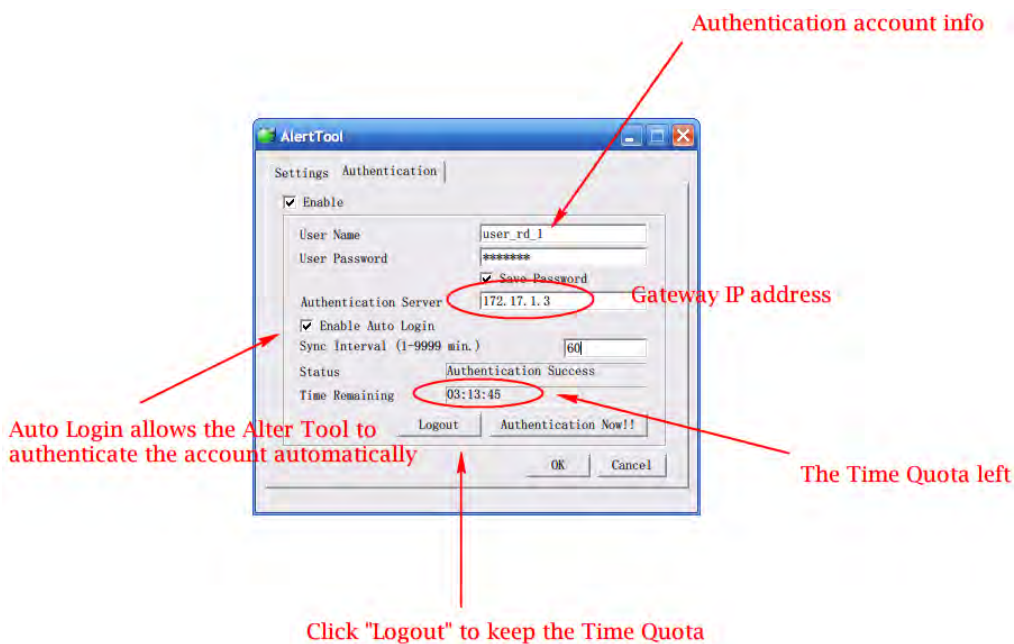 Authentication account info
AlertTool
Settings Authentication
Enable
User Name user_rd_1
User Password *******
Save Password
Authentication Server 172.17.1.3
Gateway IP address
Enable Auto Login
Sync Interval (1-9999 min.) 60
Status Authentication Success
Time Remaining 03:13:45
Logout Authentication Now!!
Auto Login allows the Alter Tool to
authenticate the account automatically
OK Cancel
The Time Quota left
Click "Logout" to keep the Time Quota